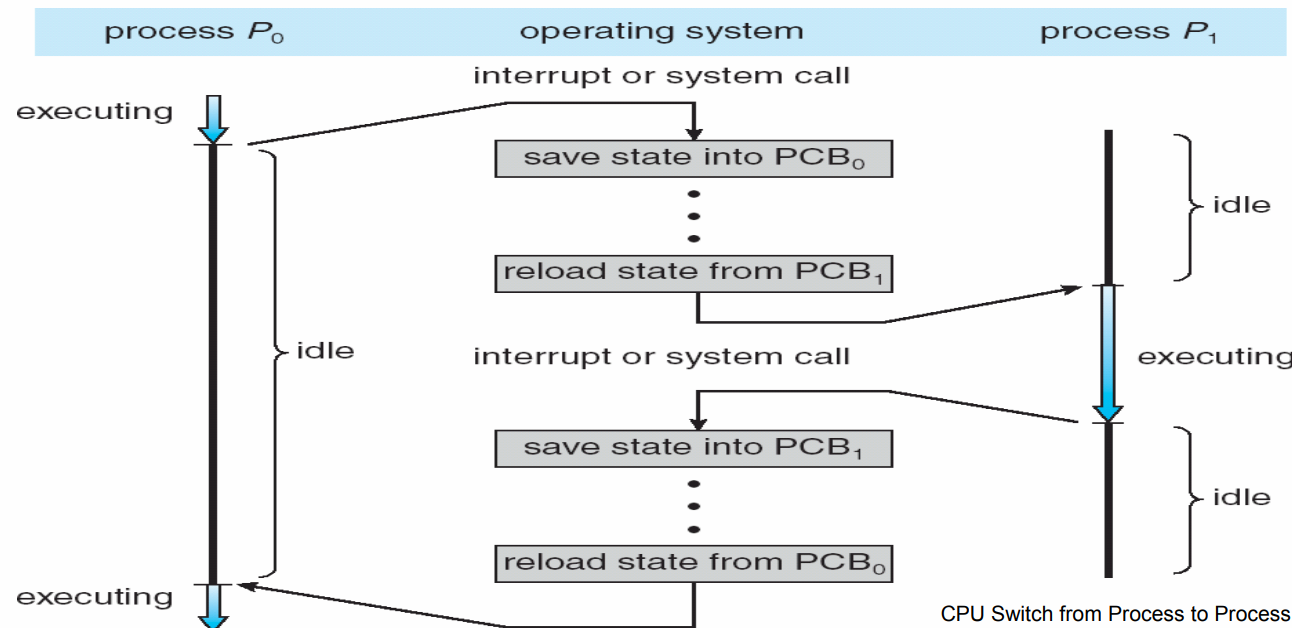 process P₀ operating system process P₁
interrupt or system call
executing
save state into PCB₀
idle
reload state from PCB₁
idle
interrupt or system call
executing
save state into PCB₁
idle
reload state from PCB₀
executing
CPU Switch from Process to Process